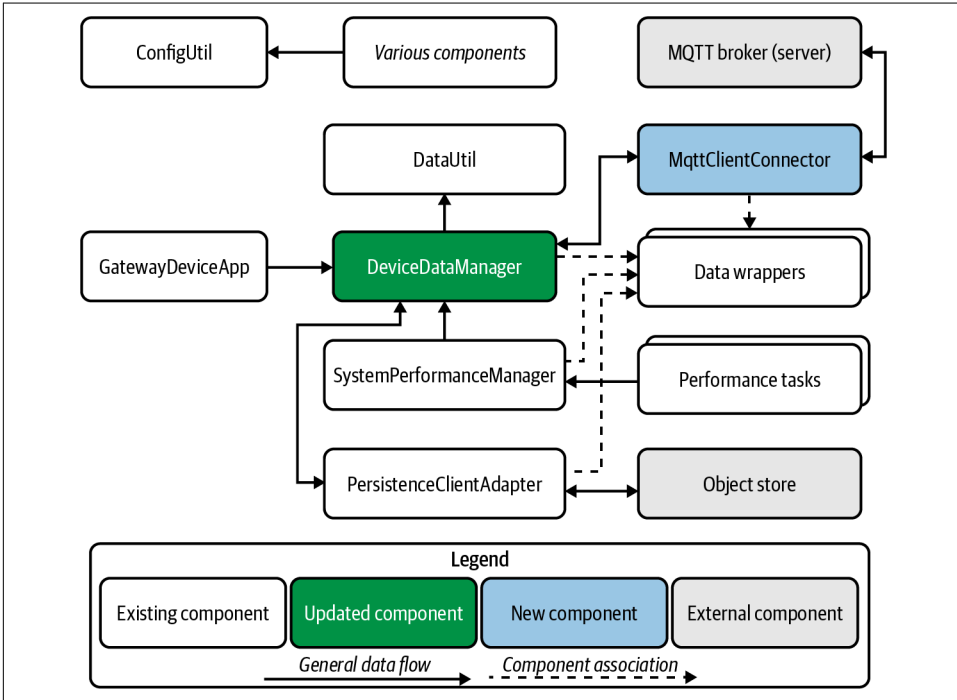 ConfigUtil
Various components
MQTT broker (server)
DataUtil
MqttClientConnector
GatewayDeviceApp
DeviceDataManager
Data wrappers
SystemPerformanceManager
Performance tasks
PersistenceClientAdapter
Object store
Legend
Existing component
Updated component
New component
External component
General data flow
Component association